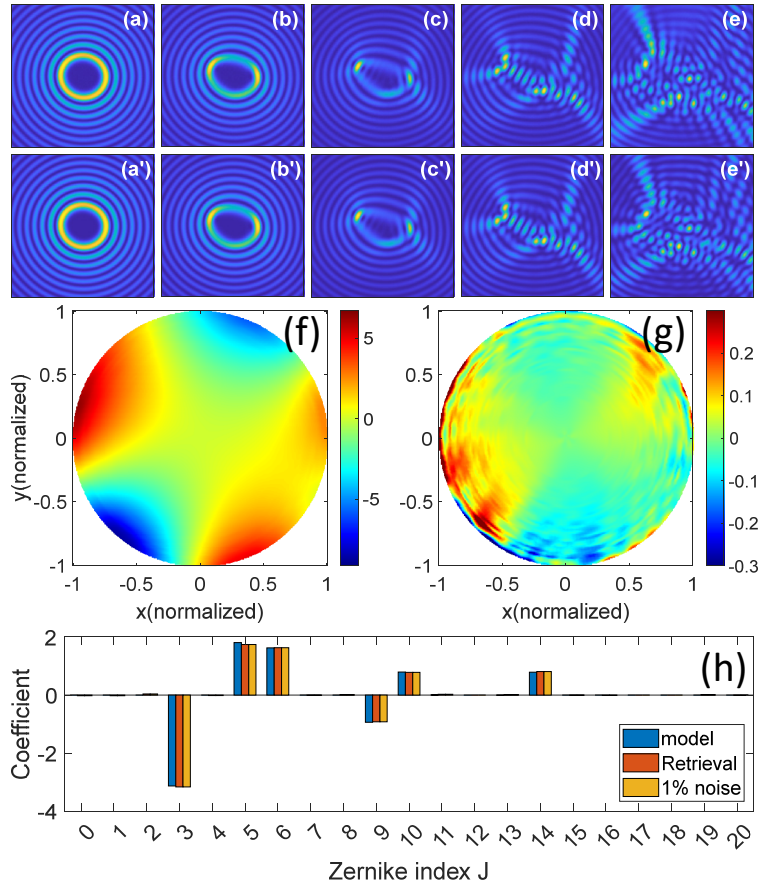 (a) (b) (c) (d) (e)
(a') (b') (c') (d') (e')
(f) (g)
1
0.5
0
-0.5
-1
y(normalized)
-1 -0.5 0 0.5 1
x(normalized)
5
0
-5
1
0.5
0
-0.5
-1
-1 -0.5 0 0.5 1
x(normalized)
0.2
0.1
0
-0.1
-0.2
-0.3
(h)
2
0
-2
-4
Coefficient
model
Retrieval
1% noise
0 1 2 3 4 5 6 7 8 9 10 11 12 13 14 15 16 17 18 19 20
Zernike index J